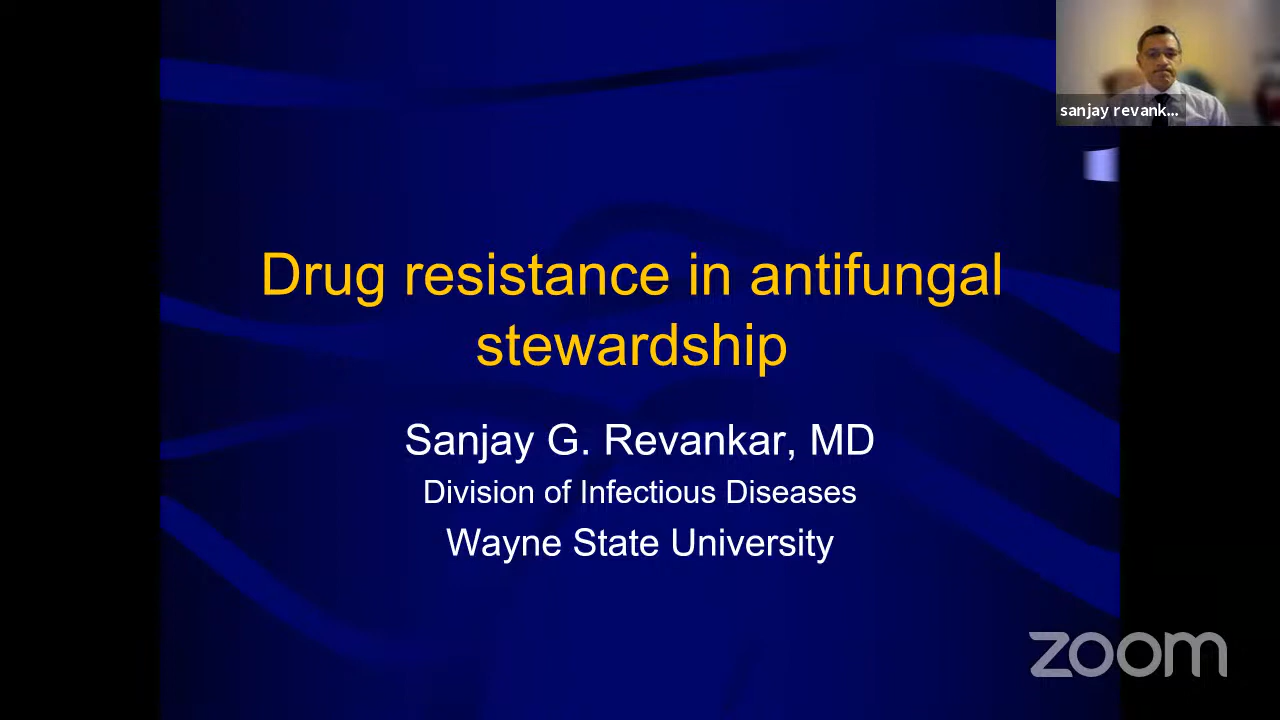 sanjay revank...
Drug resistance in antifungal
stewardship
Sanjay G. Revankar, MD
Division of Infectious Diseases
Wayne State University
zoom